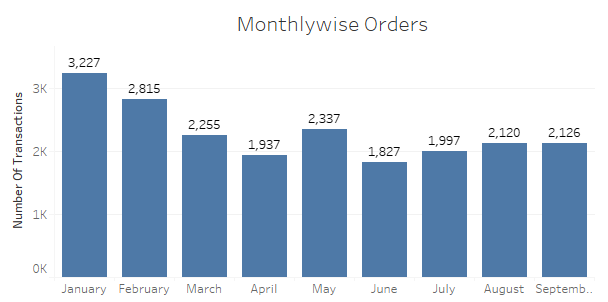 Monthlywise Orders
Number Of Transactions
3K
2K
1K
0K
3,227
2,815
2,255
1,937
2,337
1,827
1,997
2,120
2,126
January
February
March
April
May
June
July
August
Septemb..